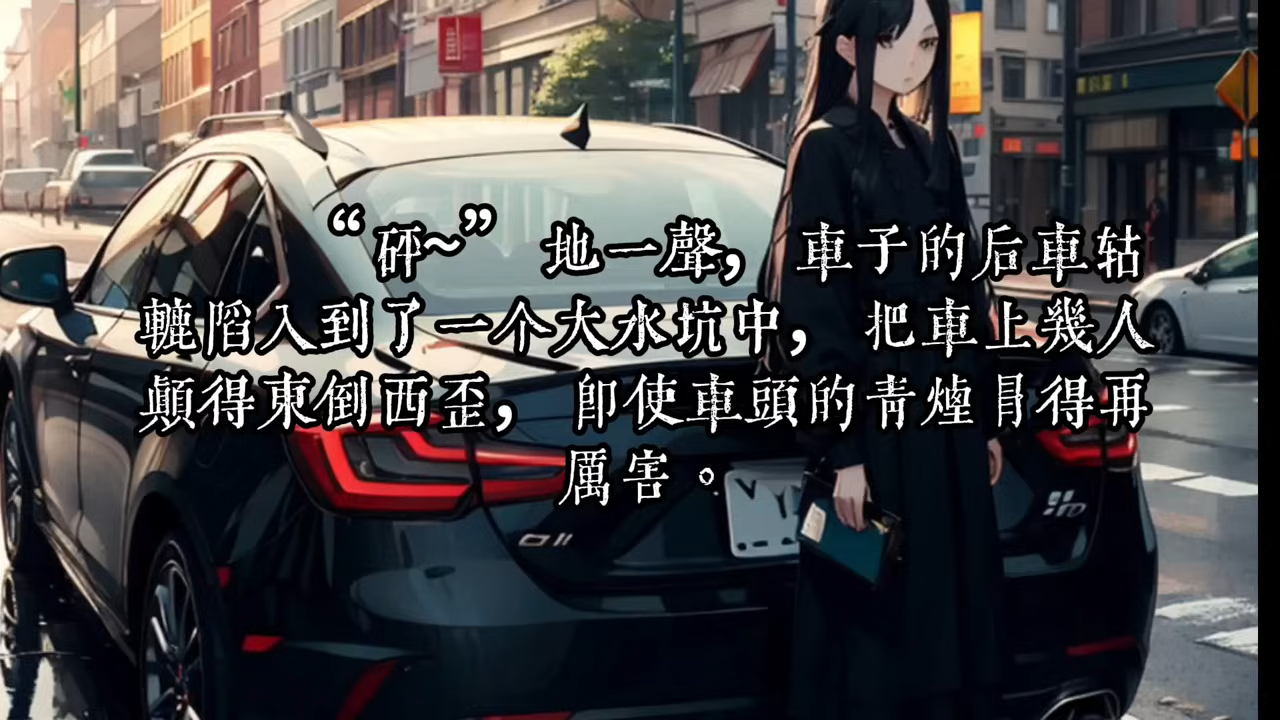 “砰~” 地一聲， 車子的后車轱
轆陷入到了一个大水坑中， 把車上幾人
顛得東倒西歪， 即使車頭的青煙冒得再
厲害。